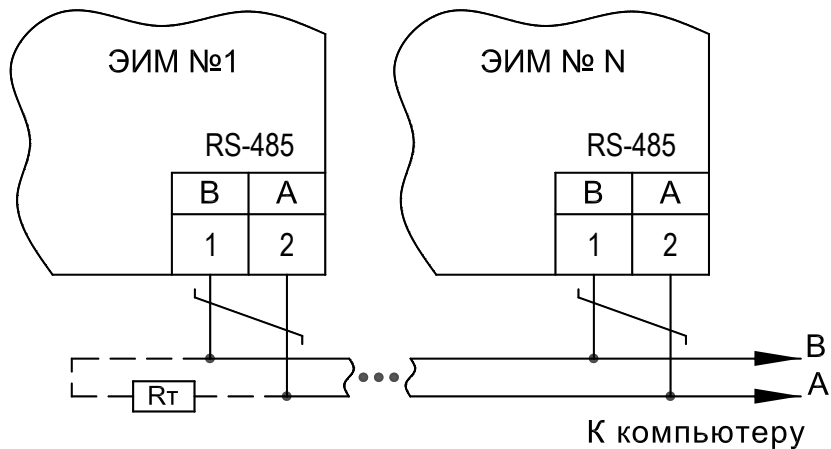 ЭИМ №1
ЭИМ № N
RS-485
RS-485
B A
B A
1 2
1 2
B
Rт
A
К компьютеру